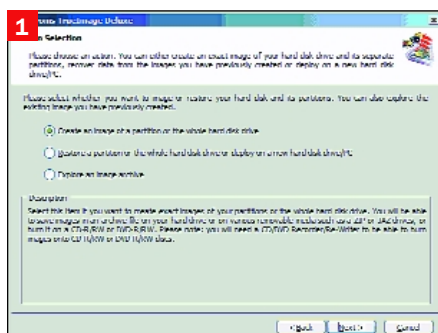 1
onis TrueImage Deluxe
on Selection
Please choose an action. You can either create an exact image of your hard disk drive and its separate
partitions, recover data from the images you have previously created or deploy on a new hard disk
drive/PC.
Please select whether you want to image or restore your hard disk and its partitions. You can also explore the
existing image you have previously created.
Create an image of a partition or the whole hard disk drive
Restore a partition or the whole hard disk drive or deploy on a new hard disk drive/PC
Explore an image archive
Description
Select this item if you want to create exact images of your partitions or the whole hard disk drive. You will be able
to save images in an archive file on your hard drive or on various removable media such as a ZIP or JAZ drives, or
burn it on a CD-R/RW or DVD-R/RW. Please note: you will need a CD/DVD Recorder/Re-Writer to be able to burn
images onto CD-R/RW or DVD-R/RW discs.
< Back
Next >
Cancel